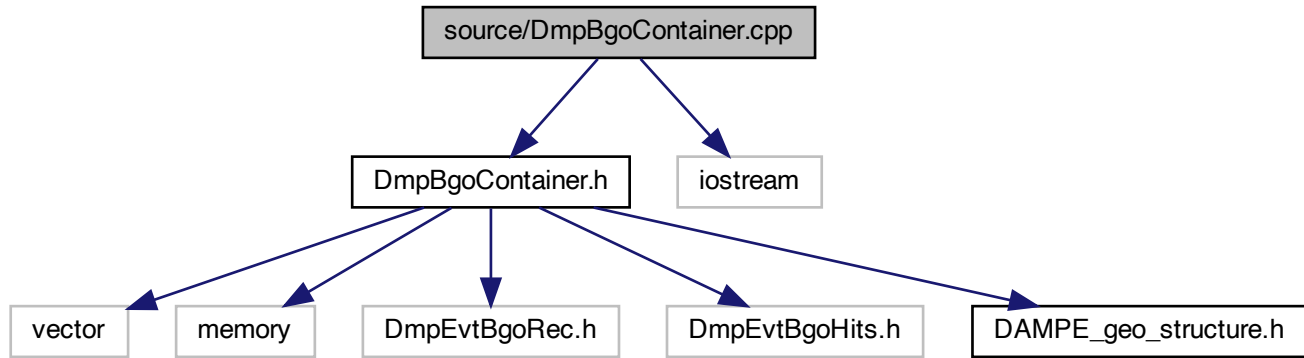 source/DmpBgoContainer.cpp
DmpBgoContainer.h
iostream
vector
memory
DmpEvtBgoRec.h
DmpEvtBgoHits.h
DAMPE_geo_structure.h